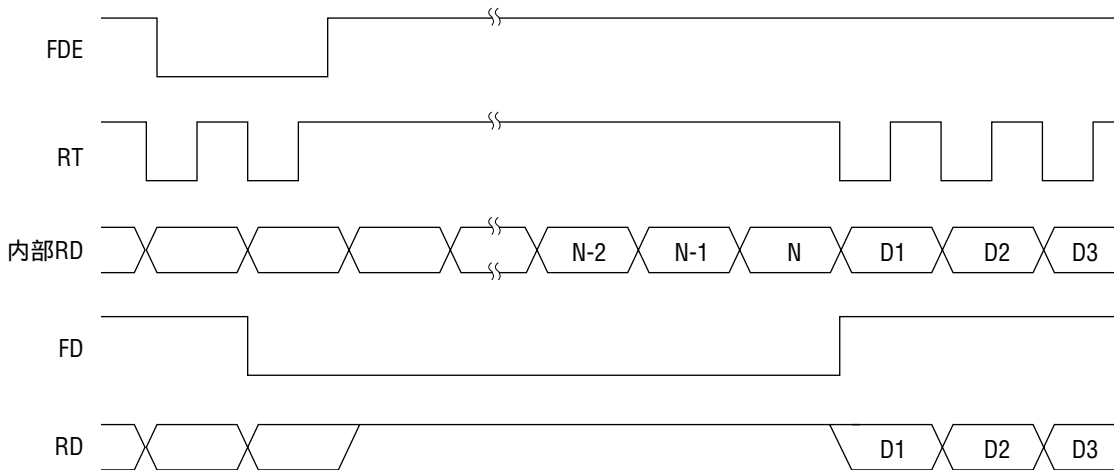 FDE
RT
内部RD N-2 N-1 N D1 D2 D3
FD
RD D1 D2 D3